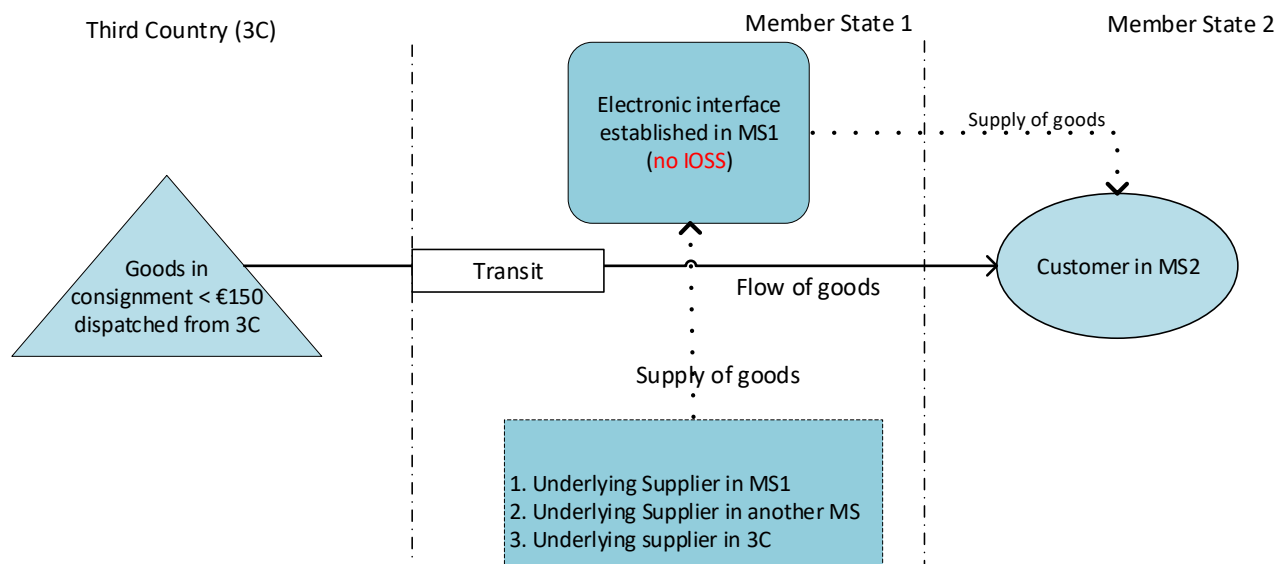 Third Country (3C)
Member State 1
Member State 2
Electronic interface
established in MS1
(no IOSS)
Supply of goods
Goods in
consignment < €150
dispatched from 3C
Transit
Flow of goods
Customer in MS2
Supply of goods
1. Underlying Supplier in MS1
2. Underlying Supplier in another MS
3. Underlying supplier in 3C